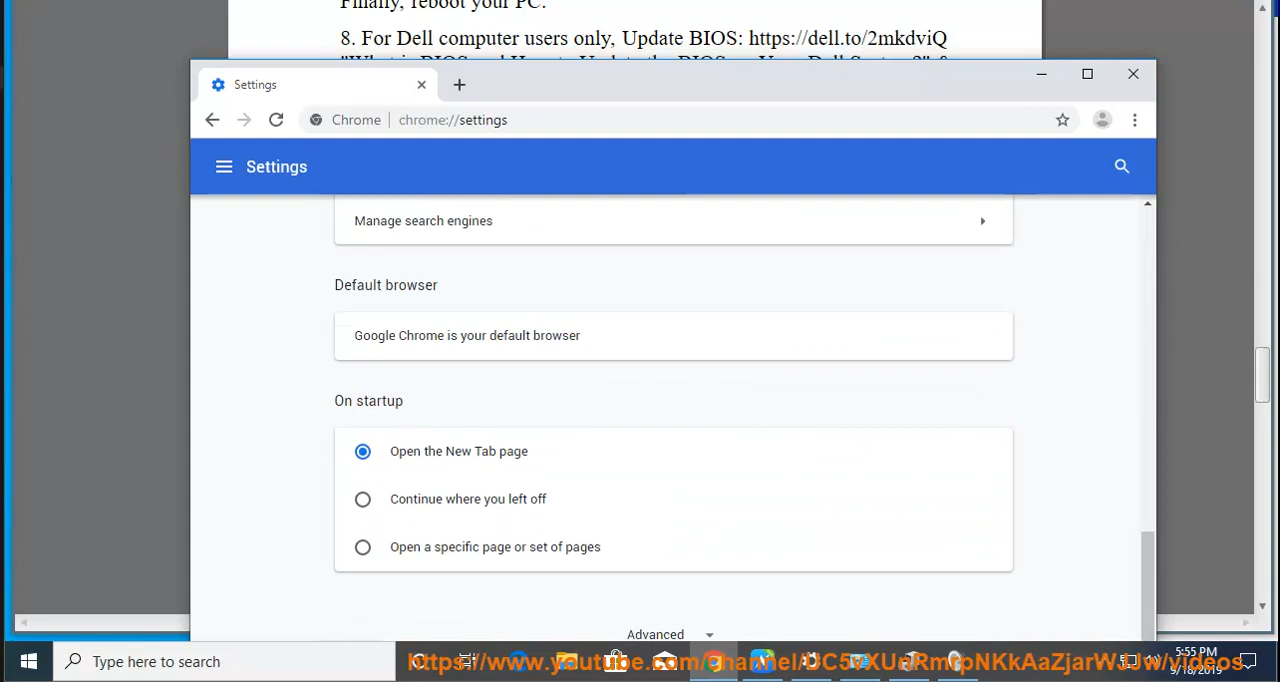 Finally, reboot your PC.
8. For Dell computer users only, Update BIOS: https://dell.to/2mkdviQ
Settings
Chrome | chrome://settings
Settings
Manage search engines
Default browser
Google Chrome is your default browser
On startup
Open the New Tab page
Continue where you left off
Open a specific page or set of pages
Advanced
Type here to search
5:55 PM
9/18/2019